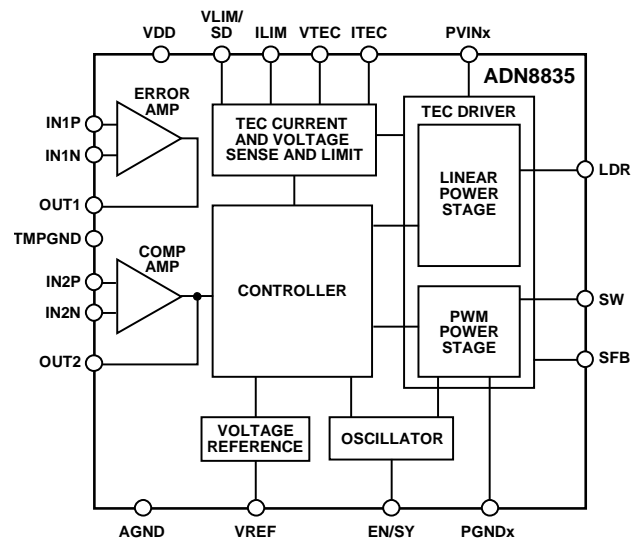 VLIM/
SD
VDD
ILIM
VTEC
ITEC
PVINx
ADN8835
ERROR
AMP
IN1P
IN1N
OUT1
TEC CURRENT
AND VOLTAGE
SENSE AND LIMIT
TEC DRIVER
LINEAR
POWER
STAGE
LDR
TMPGND
COMP
AMP
IN2P
IN2N
OUT2
CONTROLLER
PWM
POWER
STAGE
SW
SFB
VOLTAGE
REFERENCE
OSCILLATOR
AGND
VREF
EN/SY
PGNDx